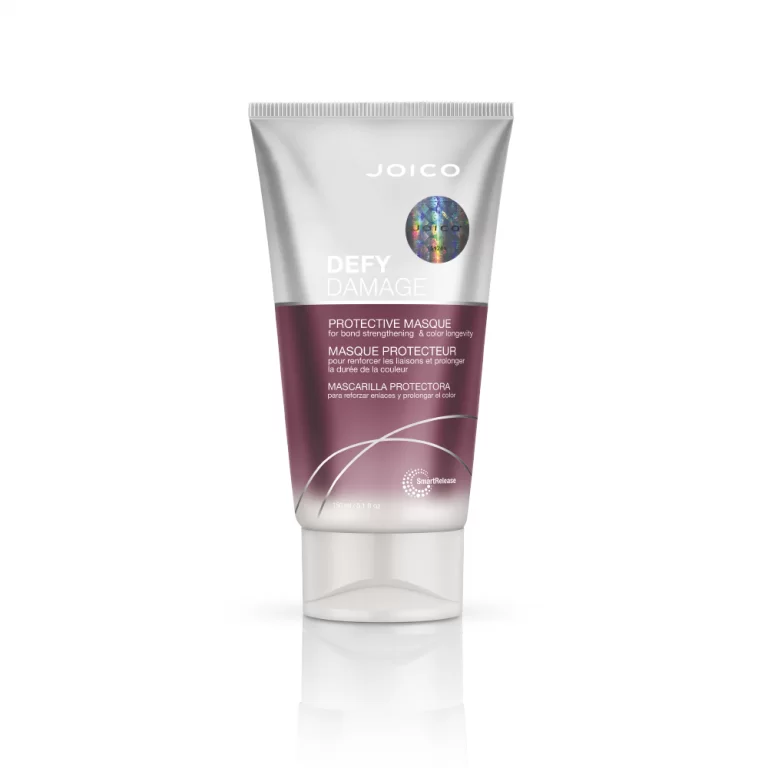 JOICO
JOICO
DEFY
DAMAGE
PROTECTIVE MASQUE
for bond strengthening & color longevity
MASQUE PROTECTEUR
pour renforcer les liaisons et prolonger
la durée de la couleur
MASCARILLA PROTECTORA
para reforzar enlaces y prolongar el color
SmartRelease